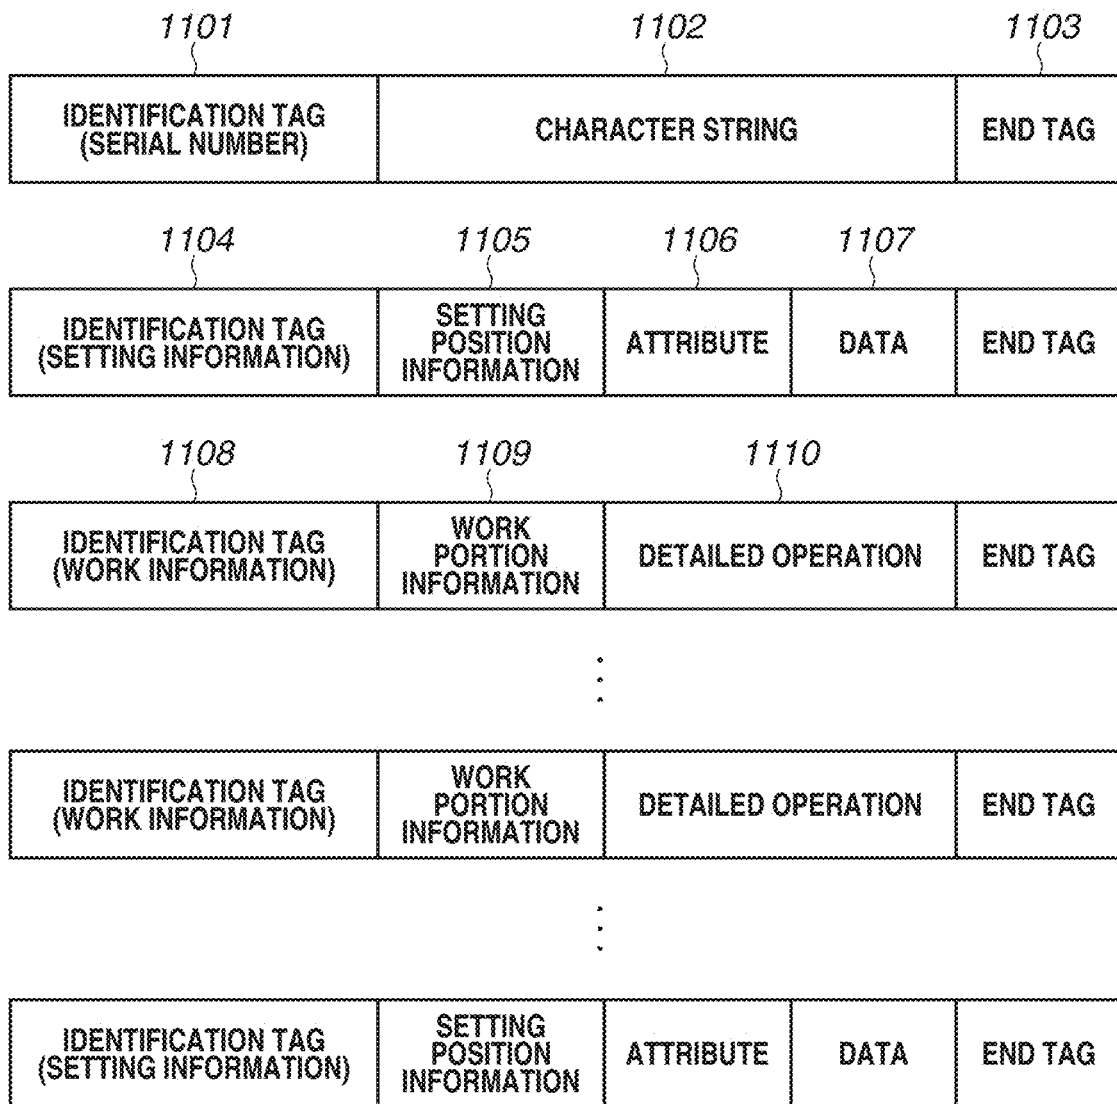 1101 1102 1103
IDENTIFICATION TAG
(SERIAL NUMBER)
CHARACTER STRING
END TAG
1104 1105 1106 1107
IDENTIFICATION TAG
(SETTING INFORMATION)
SETTING
POSITION
INFORMATION
ATTRIBUTE
DATA
END TAG
1108 1109 1110
IDENTIFICATION TAG
(WORK INFORMATION)
WORK
PORTION
INFORMATION
DETAILED OPERATION
END TAG
IDENTIFICATION TAG
(WORK INFORMATION)
WORK
PORTION
INFORMATION
DETAILED OPERATION
END TAG
IDENTIFICATION TAG
(SETTING INFORMATION)
SETTING
POSITION
INFORMATION
ATTRIBUTE
DATA
END TAG